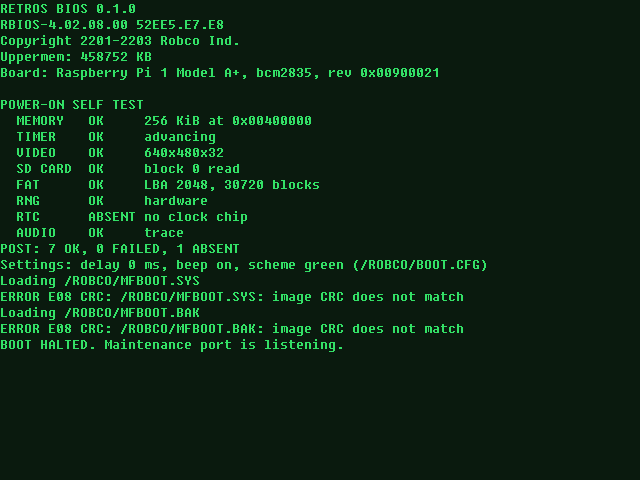 RETROS BIOS 0.1.0
RBIOS-4.02.08.00 52EE5.E7.E8
Copyright 2201-2203 Robco Ind.
Uppermem: 458752 KB
Board: Raspberry Pi 1 Model A+, bcm2835, rev 0x00900021
POWER-ON SELF TEST
MEMORY OK 256 KiB at 0x00400000
TIMER OK advancing
VIDEO OK 640x480x32
SD CARD OK block 0 read
FAT OK LBA 2048, 30720 blocks
RNG OK hardware
RTC ABSENT no clock chip
AUDIO OK trace
POST: 7 OK, 0 FAILED, 1 ABSENT
Settings: delay 0 ms, beep on, scheme green (/ROBCO/BOOT.CFG)
Loading /ROBCO/MFBOOT.SYS
ERROR E08 CRC: /ROBCO/MFBOOT.SYS: image CRC does not match
Loading /ROBCO/MFBOOT.BAK
ERROR E08 CRC: /ROBCO/MFBOOT.BAK: image CRC does not match
BOOT HALTED. Maintenance port is listening.